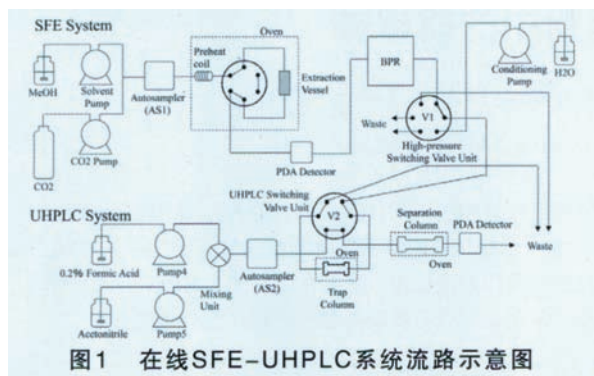 SFE System
Oven
Preheat
coil
BPR
MeOH
Solvent
Pump
Autosampler
(AS1)
Extraction
Vessel
Conditioning
Pump
H2O
V1
Waste
High-pressure
Switching Valve Unit
CO2
CO2 Pump
PDA Detector
UHPLC System
UHPLC Switching
Valve Unit
V2
Separation
Column
PDA Detector
Waste
Oven
0.2% Formic Acid
Pump4
Mixing
Unit
Autosampler
(AS2)
Oven
Trap
Column
Acetonitrile
Pump5
图1 在线SFE-UHPLC系统流路示意图